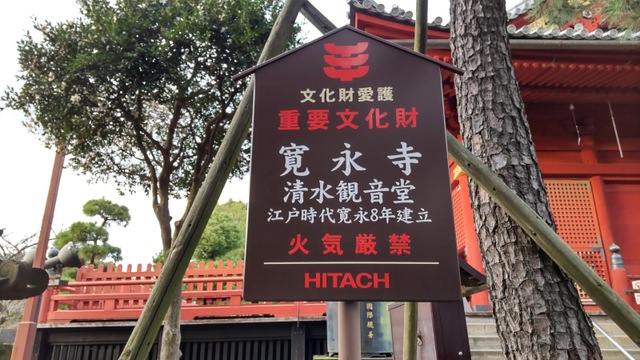 文化財愛護
重要文化財
寛永寺
清水観音堂
江戸時代寛永8年建立
火気厳禁
HITACHI